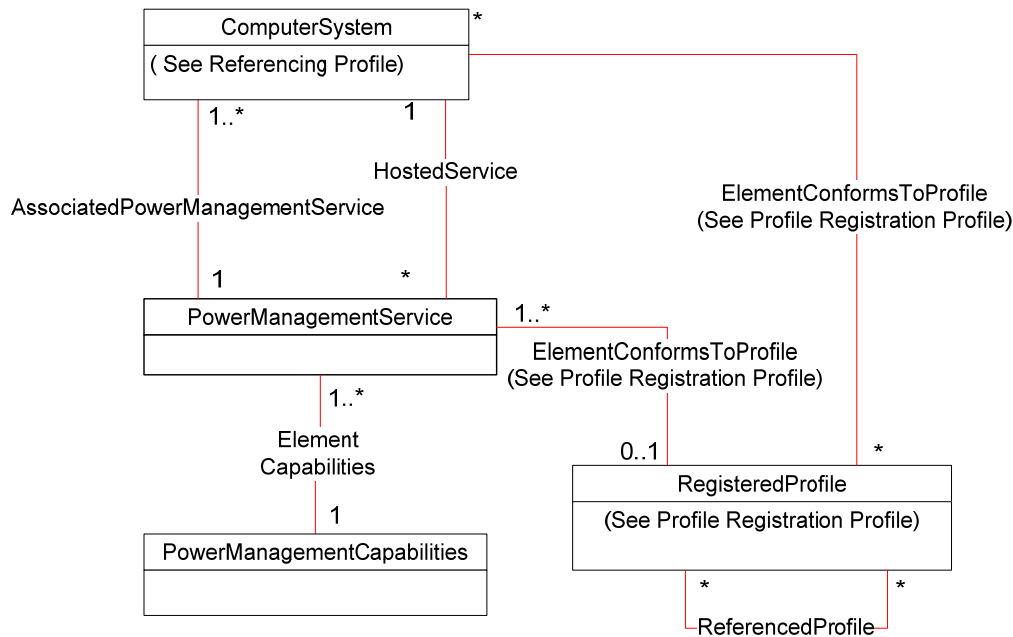 ComputerSystem
*
( See Referencing Profile)
1..*
1
HostedService
AssociatedPowerManagementService
ElementConformsToProfile
(See Profile Registration Profile)
1
*
PowerManagementService
1..*
ElementConformsToProfile
(See Profile Registration Profile)
1..*
Element
Capabilities
0..1
*
RegisteredProfile
(See Profile Registration Profile)
1
PowerManagementCapabilities
*
*
ReferencedProfile